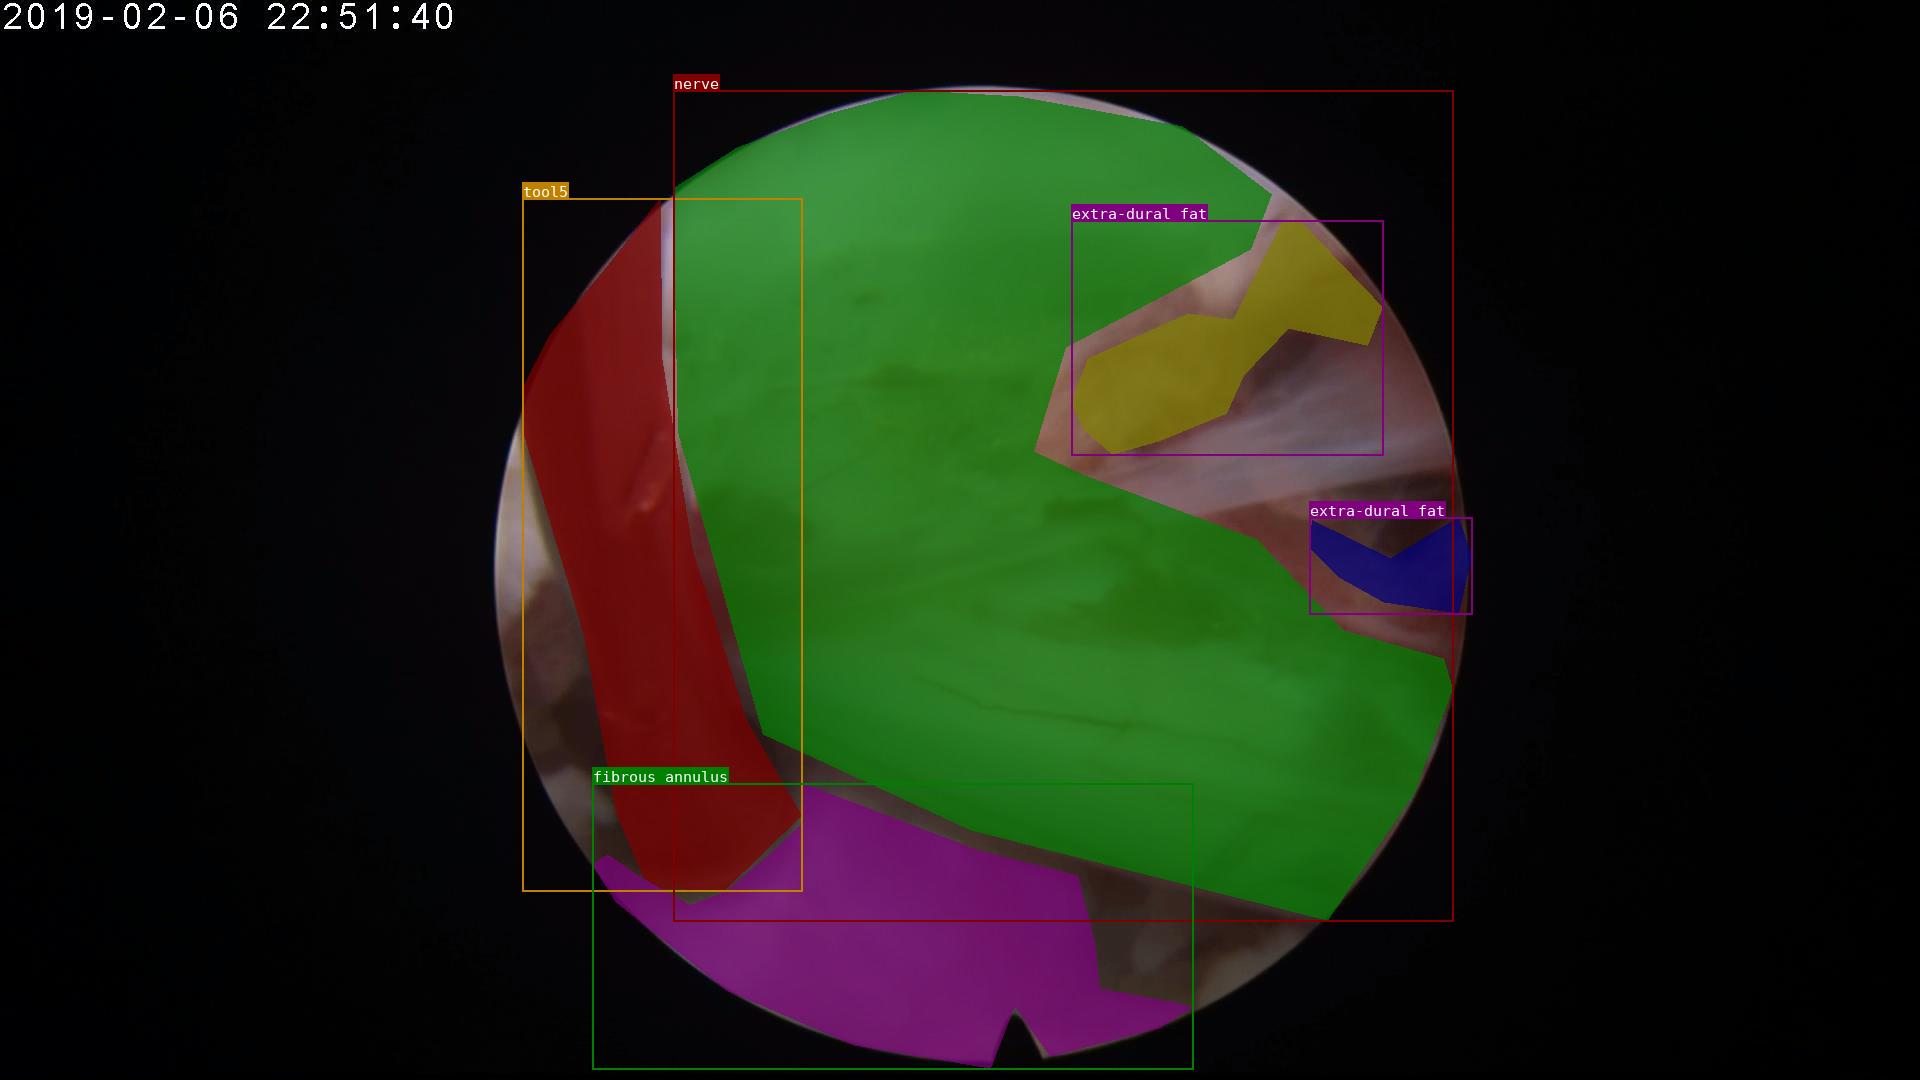 2019-02-06 22:51:40
nerve
tool5
extra-dural fat
extra-dural fat
fibrous annulus